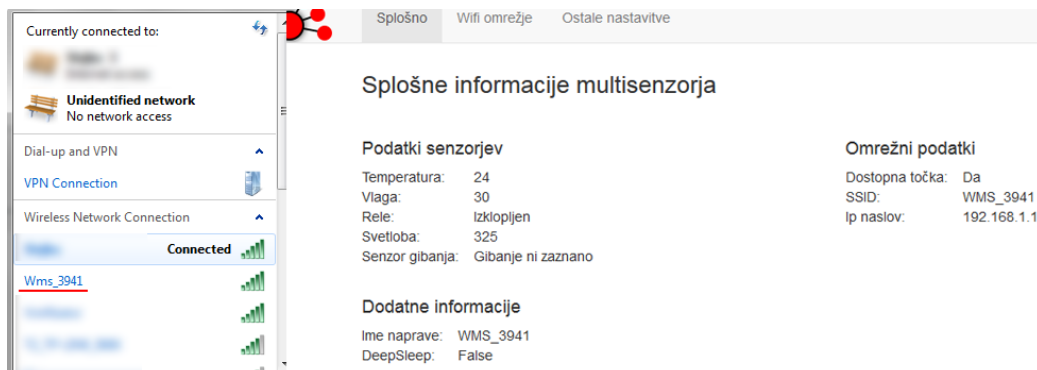 Currently connected to:
Unidentified network
No network access
Dial-up and VPN
VPN Connection
Wireless Network Connection
Connected
Wms_3941
Splošno Wifi omrežje Ostale nastavitve
Splošne informacije multisenzorja
Podatki senzorjev
Temperatura: 24
Vlaga: 30
Rele: Izklopljen
Svetloba: 325
Senzor gibanja: Gibanje ni zaznano
Dodatne informacije
Ime naprave: WMS_3941
DeepSleep: False
Omrežni podatki
Dostopna točka: Da
SSID: WMS_3941
Ip naslov: 192.168.1.1